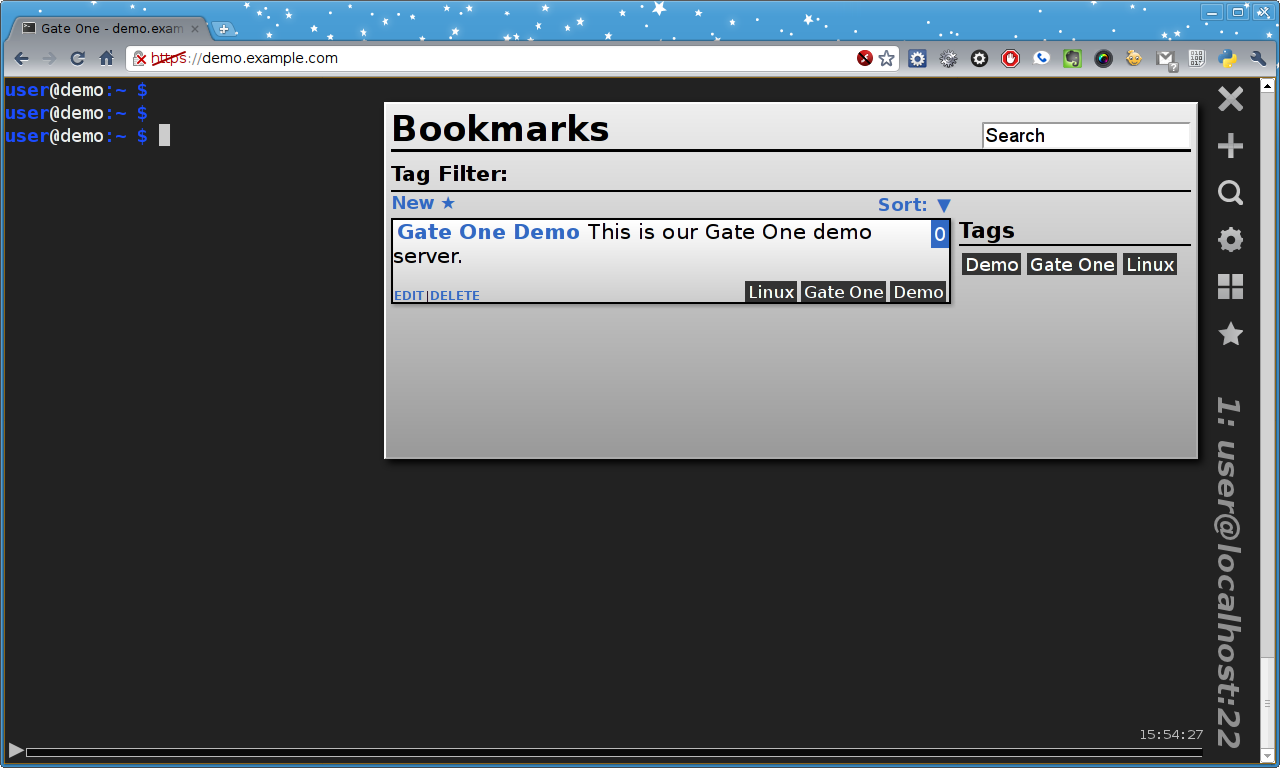 Gate One - demo.exam
https://demo.example.com
user@demo:~ $
user@demo:~ $
user@demo:~ $
Bookmarks
Search
Tag Filter:
New ★
Sort: ▼
Gate One Demo This is our Gate One demo
server.
0
EDIT|DELETE
Linux Gate One Demo
Tags
Demo Gate One Linux
1: user@localhost:22
15:54:27